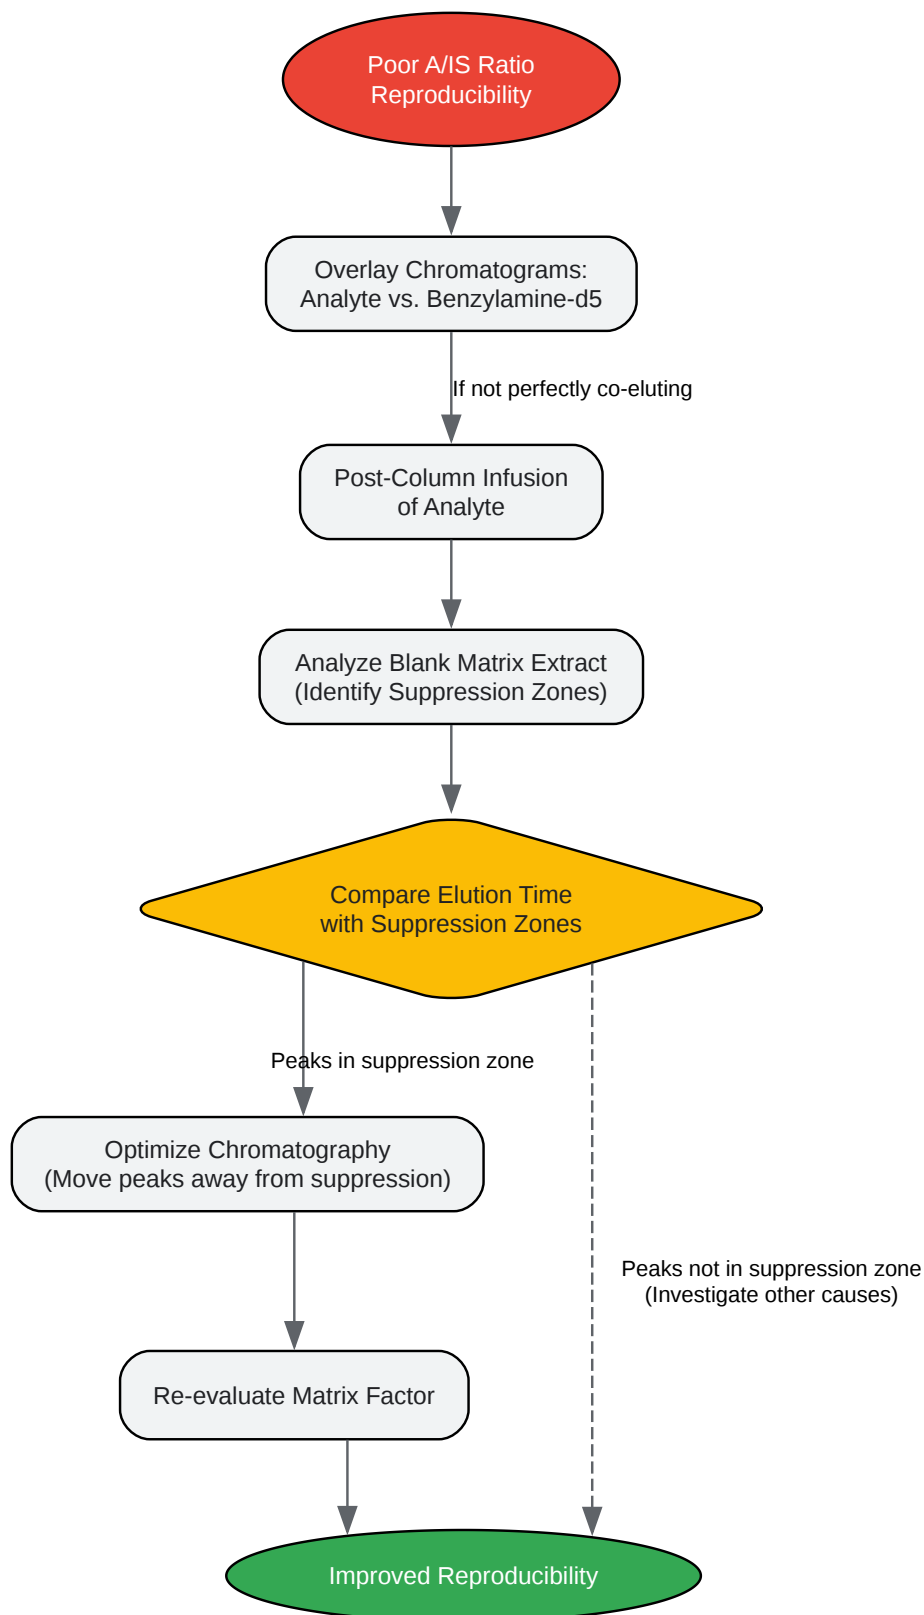 Poor A/IS Ratio
Reproducibility
Overlay Chromatograms:
Analyte vs. Benzylamine-d5
If not perfectly co-eluting
Post-Column Infusion
of Analyte
Analyze Blank Matrix Extract
(Identify Suppression Zones)
Compare Elution Time
with Suppression Zones
Peaks in suppression zone
Optimize Chromatography
(Move peaks away from suppression)
Peaks not in suppression zone
(Investigate other causes)
Re-evaluate Matrix Factor
Improved Reproducibility